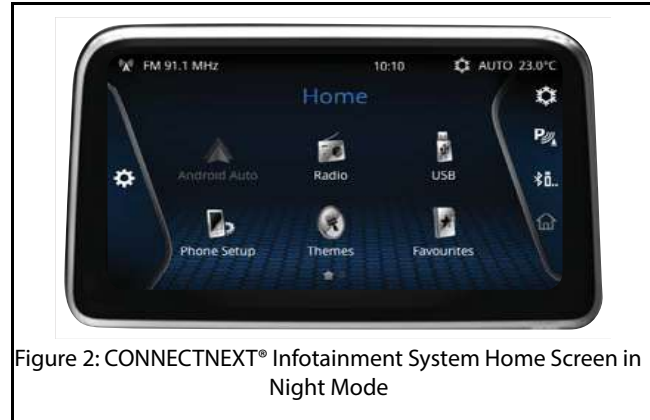 FM 91.1 MHz 10:10 AUTO 23.0°C
Home
Android Auto Radio USB
P
Phone Setup Themes Favourites
Figure 2: CONNECTNEXT® Infotainment System Home Screen in
Night Mode